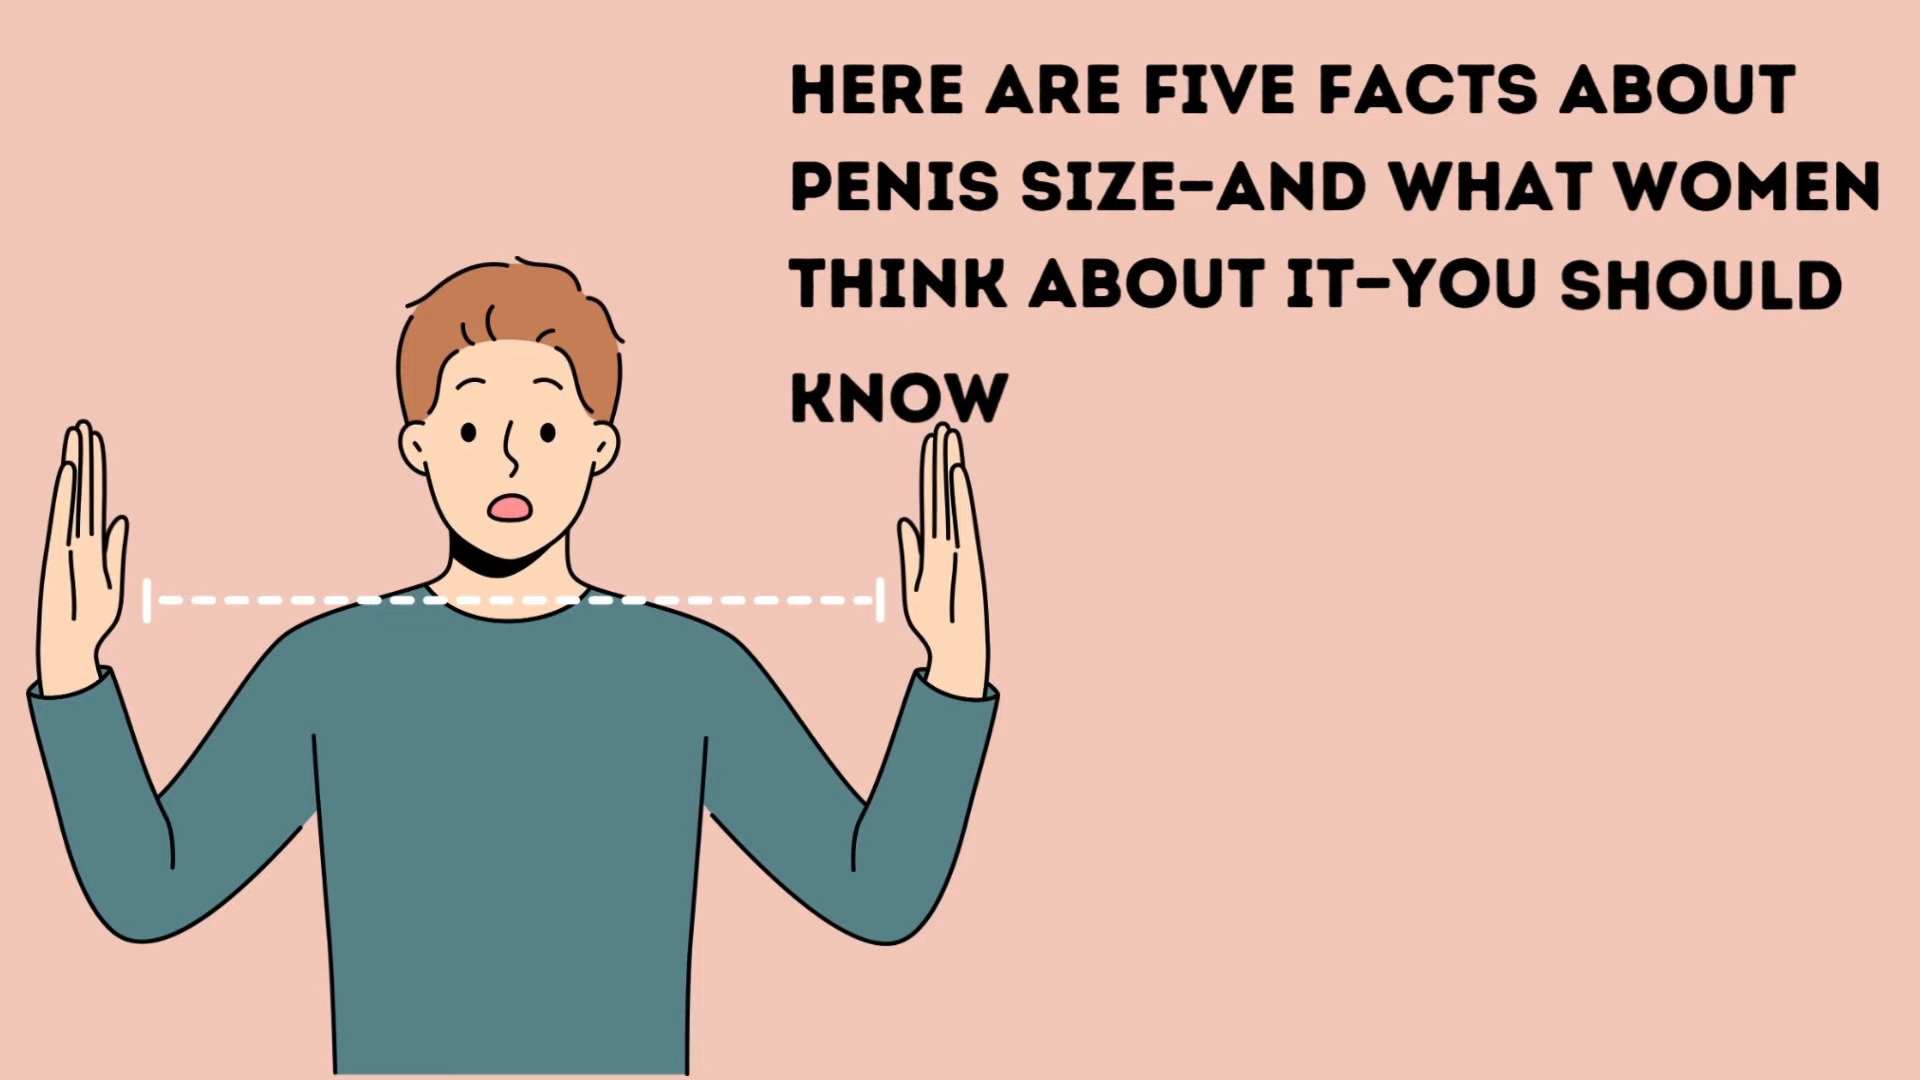 HERE ARE FIVE FACTS ABOUT
PENIS SIZE–AND WHAT WOMEN
THINK ABOUT IT–YOU SHOULD
KNOW